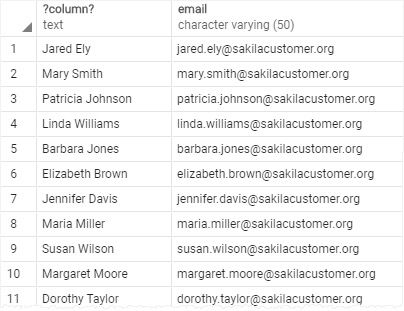 ?column? email
text character varying (50)
1 Jared Ely jared.ely@sakilacustomer.org
2 Mary Smith mary.smith@sakilacustomer.org
3 Patricia Johnson patricia.johnson@sakilacustomer.org
4 Linda Williams linda.williams@sakilacustomer.org
5 Barbara Jones barbara.jones@sakilacustomer.org
6 Elizabeth Brown elizabeth.brown@sakilacustomer.org
7 Jennifer Davis jennifer.davis@sakilacustomer.org
8 Maria Miller maria.miller@sakilacustomer.org
9 Susan Wilson susan.wilson@sakilacustomer.org
10 Margaret Moore margaret.moore@sakilacustomer.org
11 Dorothy Taylor dorothy.taylor@sakilacustomer.org